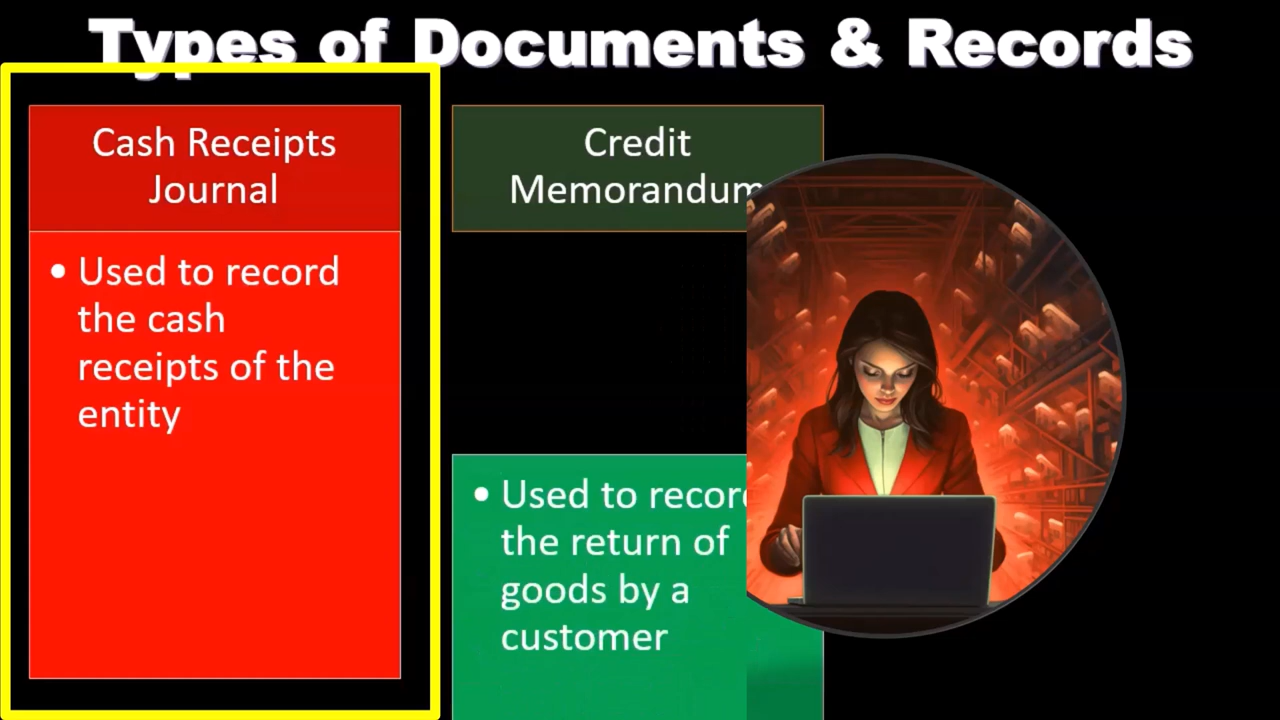 Types of Documents & Records
Cash Receipts
Journal
• Used to record
the cash
receipts of the
entity
Credit
Memorandum
• Used to record
the return of
goods by a
customer